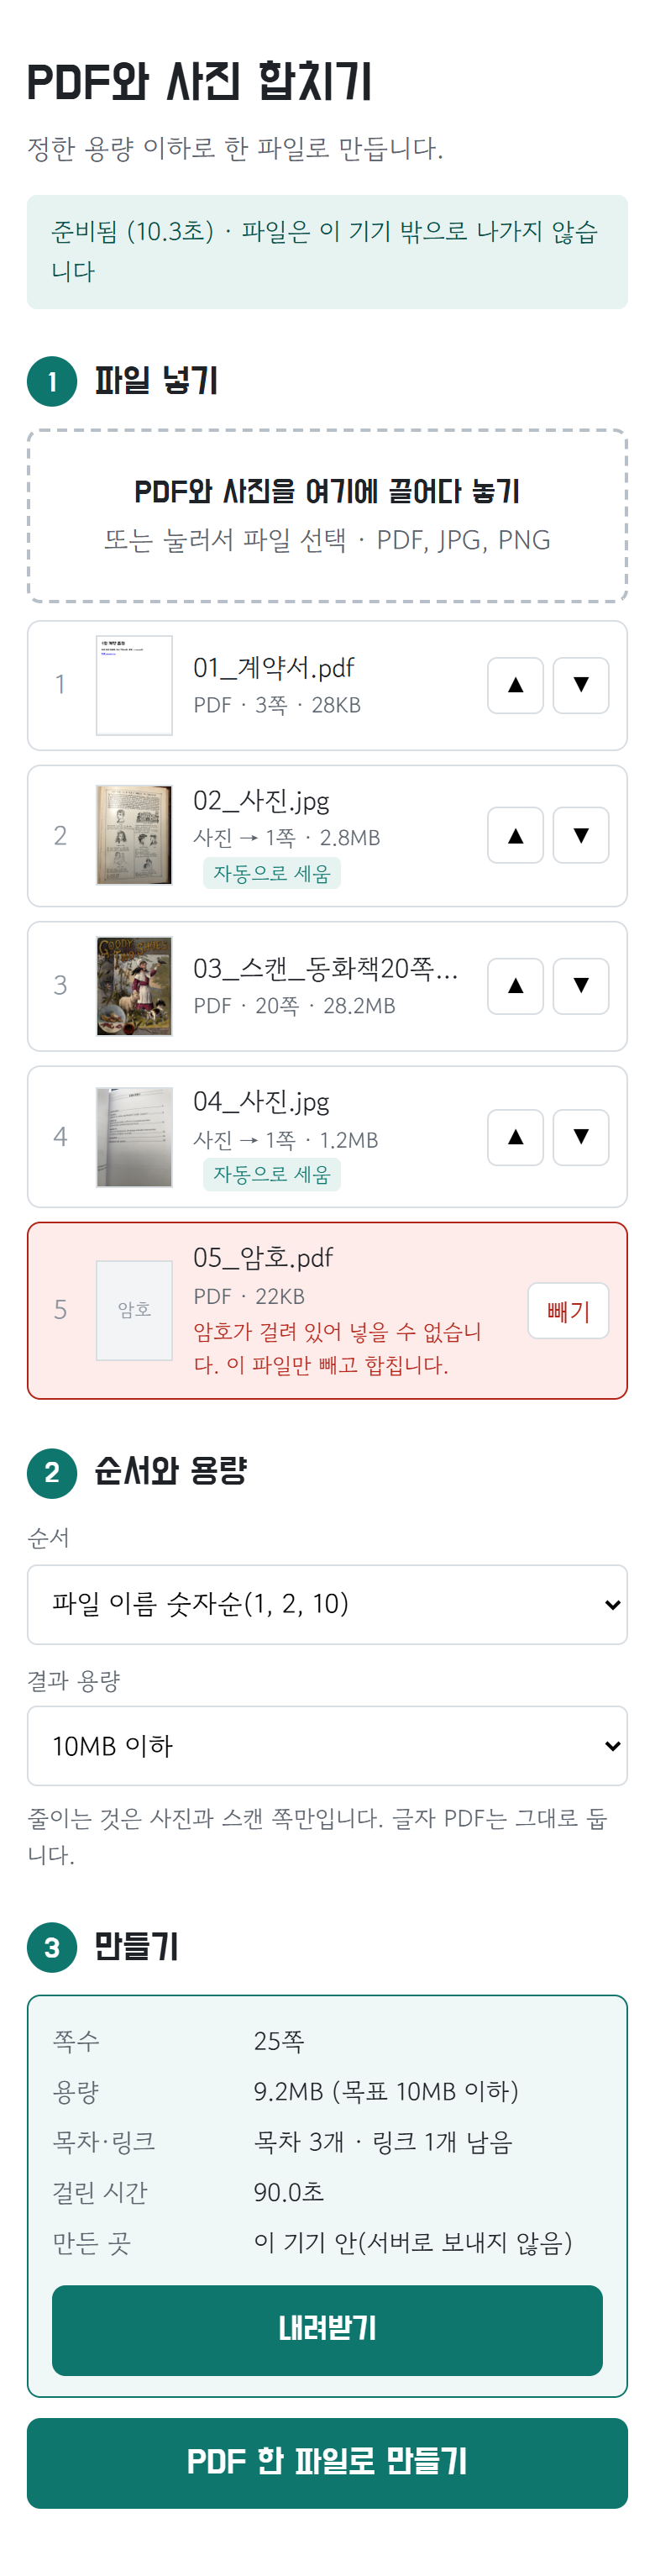 PDF와 사진 합치기
정한 용량 이하로 한 파일로 만듭니다.
준비됨 (10.3초) · 파일은 이 기기 밖으로 나가지 않습
니다
1 파일 넣기
PDF와 사진을 여기에 끌어다 놓기
또는 눌러서 파일 선택 · PDF, JPG, PNG
1
01_계약서.pdf
PDF · 3쪽 · 28KB
▲ ▼
2
02_사진.jpg
사진 → 1쪽 · 2.8MB
자동으로 세움
▲ ▼
3
03_스캔_동화책20쪽...
PDF · 20쪽 · 28.2MB
▲ ▼
4
04_사진.jpg
사진 → 1쪽 · 1.2MB
자동으로 세움
▲ ▼
5
암호
05_암호.pdf
PDF · 22KB
암호가 걸려 있어 넣을 수 없습니
다. 이 파일만 빼고 합칩니다.
빼기
2 순서와 용량
순서
파일 이름 숫자순(1, 2, 10)
결과 용량
10MB 이하
줄이는 것은 사진과 스캔 쪽만입니다. 글자 PDF는 그대로 둡
니다.
3 만들기
쪽수 25쪽
용량 9.2MB (목표 10MB 이하)
목차·링크 목차 3개 · 링크 1개 남음
걸린 시간 90.0초
만든 곳 이 기기 안(서버로 보내지 않음)
내려받기
PDF 한 파일로 만들기